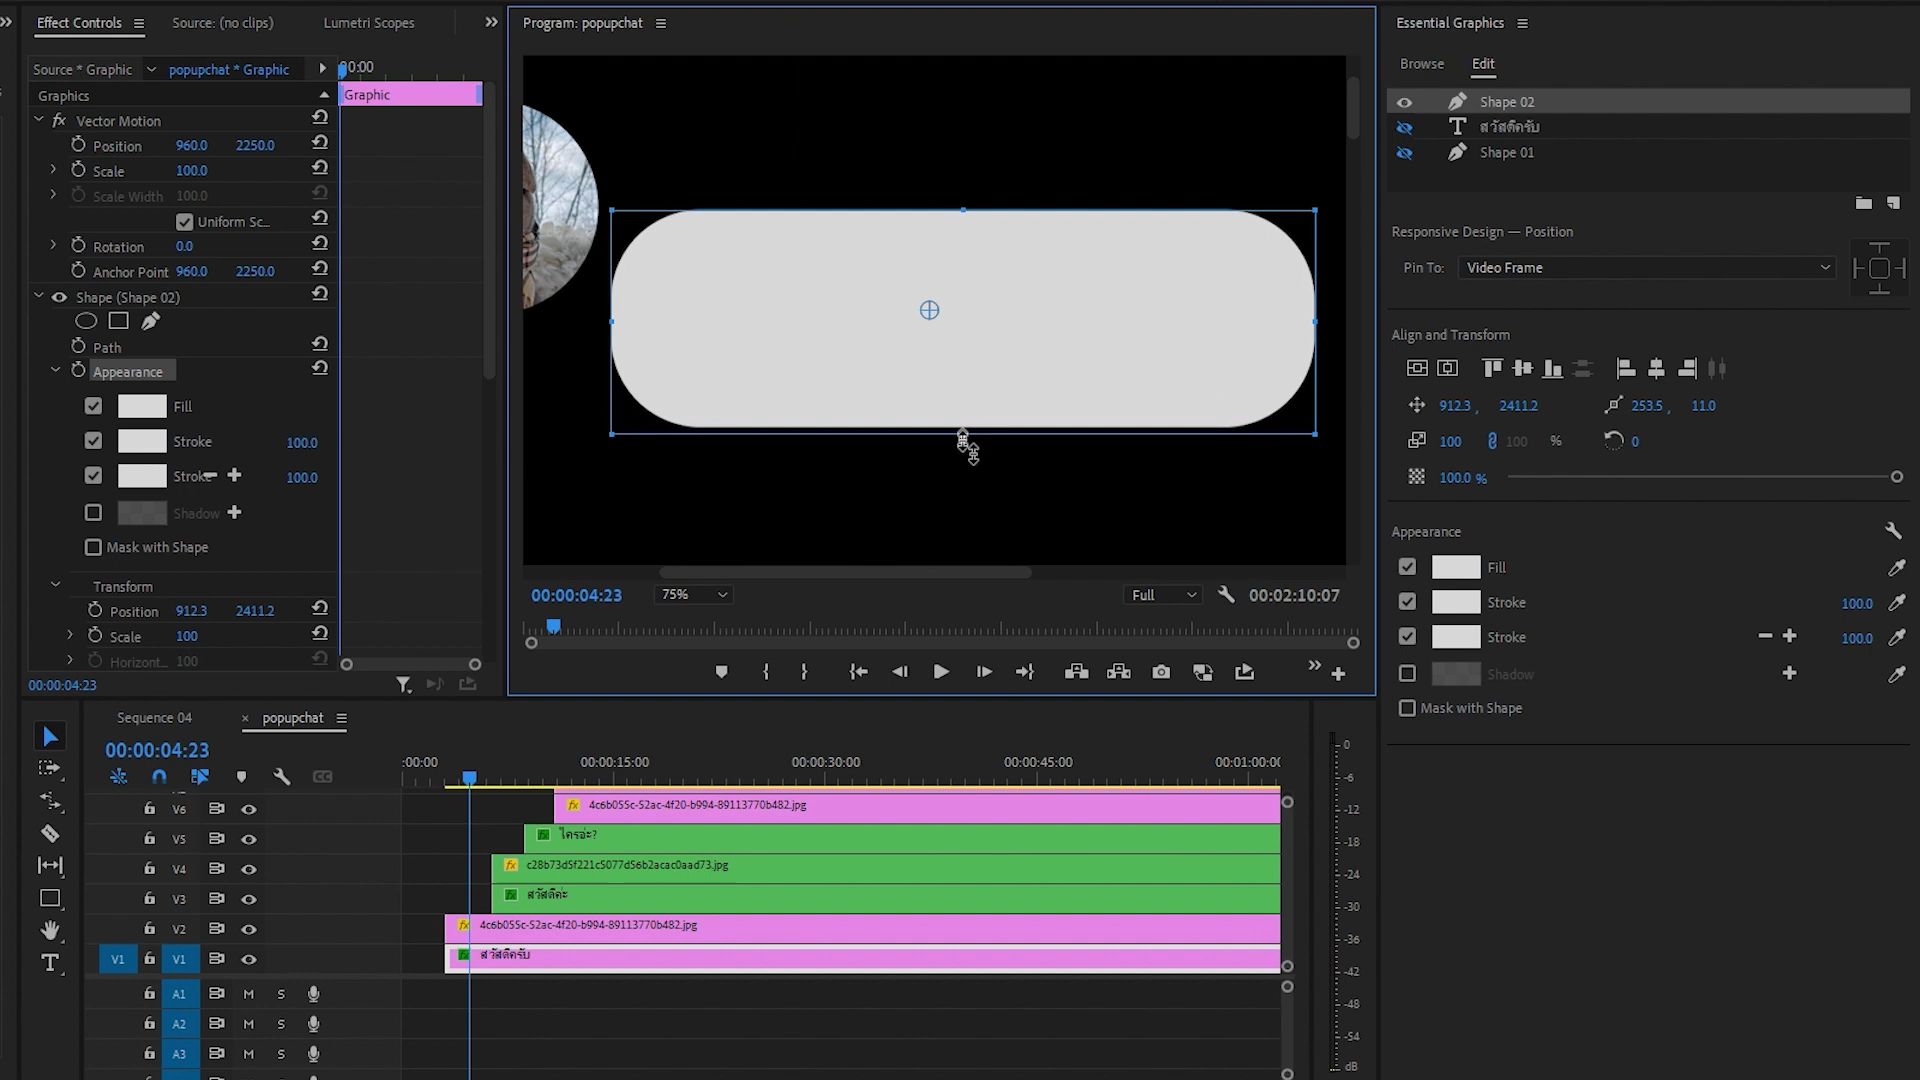 Effect Controls
Source: (no clips)
Lumetri Scopes
Program: popupchat
Essential Graphics
Source * Graphic
popupchat * Graphic
00:00
Graphics
Graphic
Vector Motion
Position 960.0 2250.0
Scale 100.0
Scale Width 100.0
Uniform Sc...
Rotation 0.0
Anchor Point 960.0 2250.0
Shape (Shape 02)
Path
Appearance
Fill
Stroke 100.0
Stroke 100.0
Shadow
Mask with Shape
Transform
Position 912.3 2411.2
Scale 100
Horizont... 100
00:00:04:23
00:00:04:23
75%
Full
00:02:10:07
Browse
Edit
Shape 02
สวัสดีครับ
Shape 01
Responsive Design — Position
Pin To: Video Frame
Align and Transform
912.3 , 2411.2
253.5 , 11.0
100 100 %
0
100.0 %
Appearance
Fill
Stroke 100.0
Stroke 100.0
Shadow
Mask with Shape
Sequence 04
× popupchat
00:00:04:23
:00:00
00:00:15:00
00:00:30:00
00:00:45:00
00:01:00:0
CC
V6 fx 4c6b055c-52ac-4f20-b994-89113770b482.jpg
V5 fx ใครอ่ะ?
V4 fx c28b73d5f221c5077d56b2acac0aad73.jpg
V3 fx สวัสดีค่ะ
V2 fx 4c6b055c-52ac-4f20-b994-89113770b482.jpg
V1 V1 fx สวัสดีครับ
A1 M S
A2 M S
A3 M S
0
-6
-12
-18
-24
-30
-36
-42
-48
-54
dB